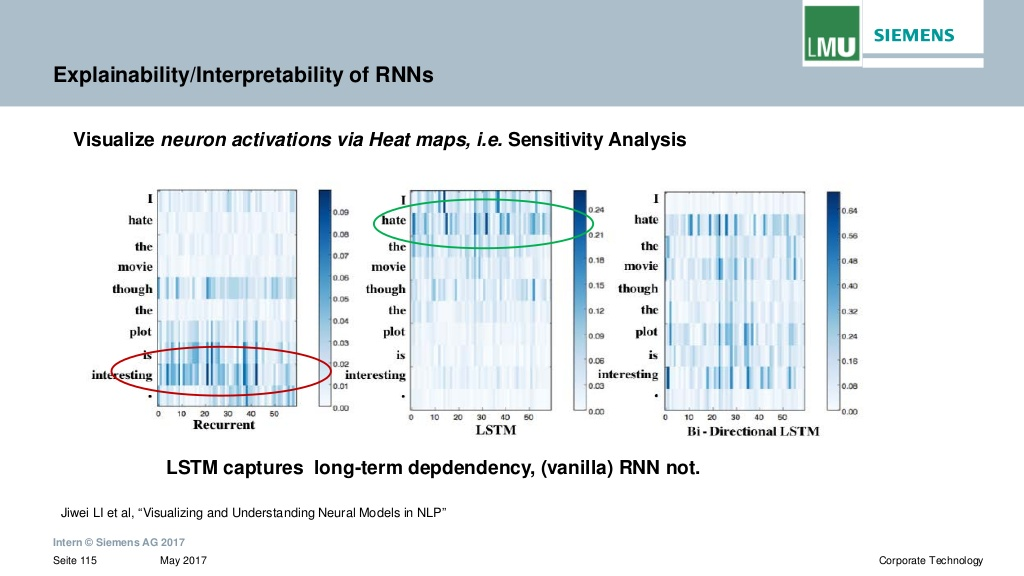 LMU
SIEMENS
Explainability/Interpretability of RNNs
Visualize neuron activations via Heat maps, i.e. Sensitivity Analysis
I
hate
the
movie
though
the
plot
is
interesting
.
0.09
0.08
0.07
0.06
0.05
0.04
0.03
0.02
0.01
0.00
0 10 20 30 40 50
Recurrent
I
hate
the
movie
though
the
plot
is
interesting
.
0.24
0.21
0.18
0.15
0.12
0.09
0.06
0.03
0.00
0 10 20 30 40 50
LSTM
I
hate
the
movie
though
the
plot
is
interesting
.
0.64
0.56
0.48
0.40
0.32
0.24
0.16
0.08
0.00
0 10 20 30 40 50
Bi - Directional LSTM
LSTM captures long-term depdendency, (vanilla) RNN not.
Jiwei LI et al, “Visualizing and Understanding Neural Models in NLP”
Intern © Siemens AG 2017
Seite 115 May 2017 Corporate Technology